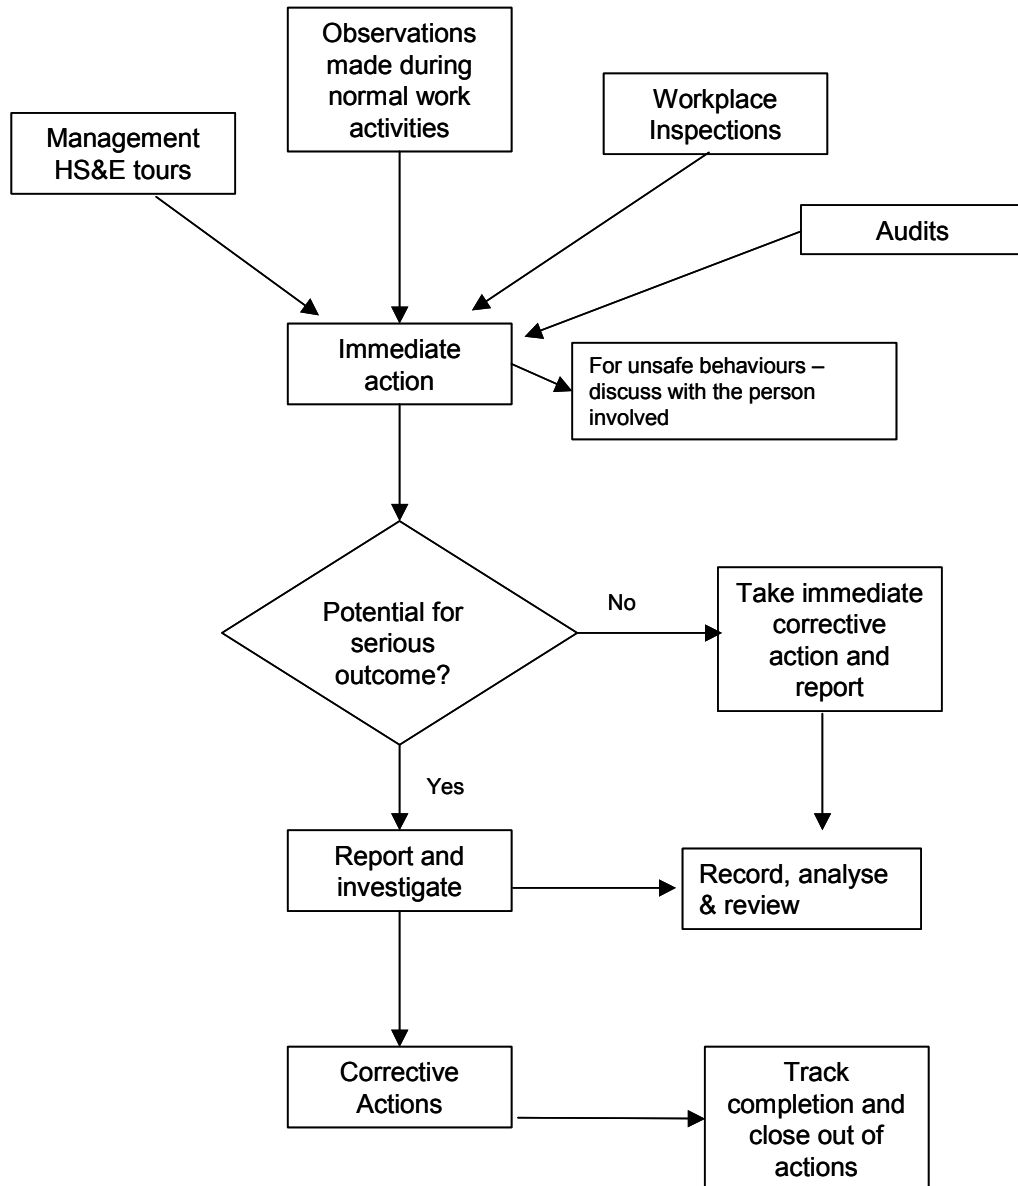 Observations
made during
normal work
activities
Workplace
Inspections
Management
HS&E tours
Audits
Immediate
action
For unsafe behaviours –
discuss with the person
involved
Potential for
serious
outcome?
No
Take immediate
corrective
action and
report
Yes
Report and
investigate
Record, analyse
& review
Corrective
Actions
Track
completion and
close out of
actions